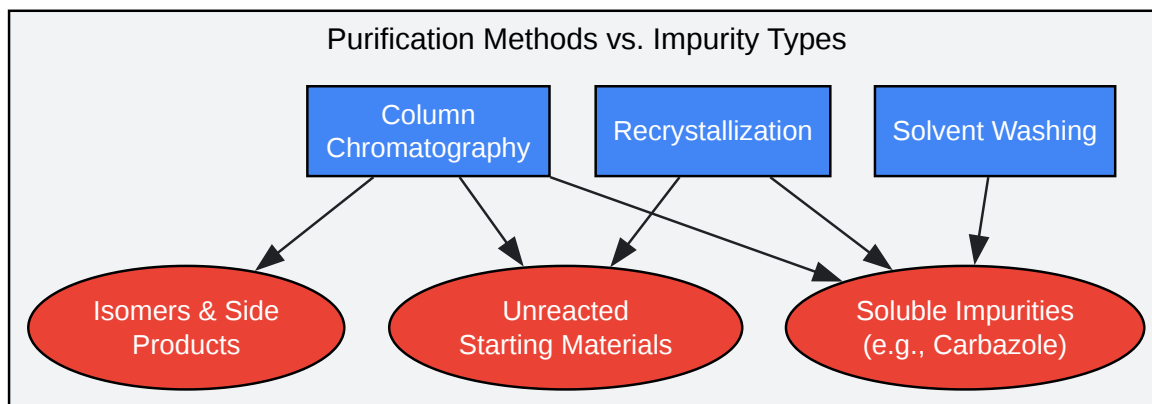 Purification Methods vs. Impurity Types
Column
Chromatography
Recrystallization
Solvent Washing
Isomers & Side
Products
Unreacted
Starting Materials
Soluble Impurities
(e.g., Carbazole)